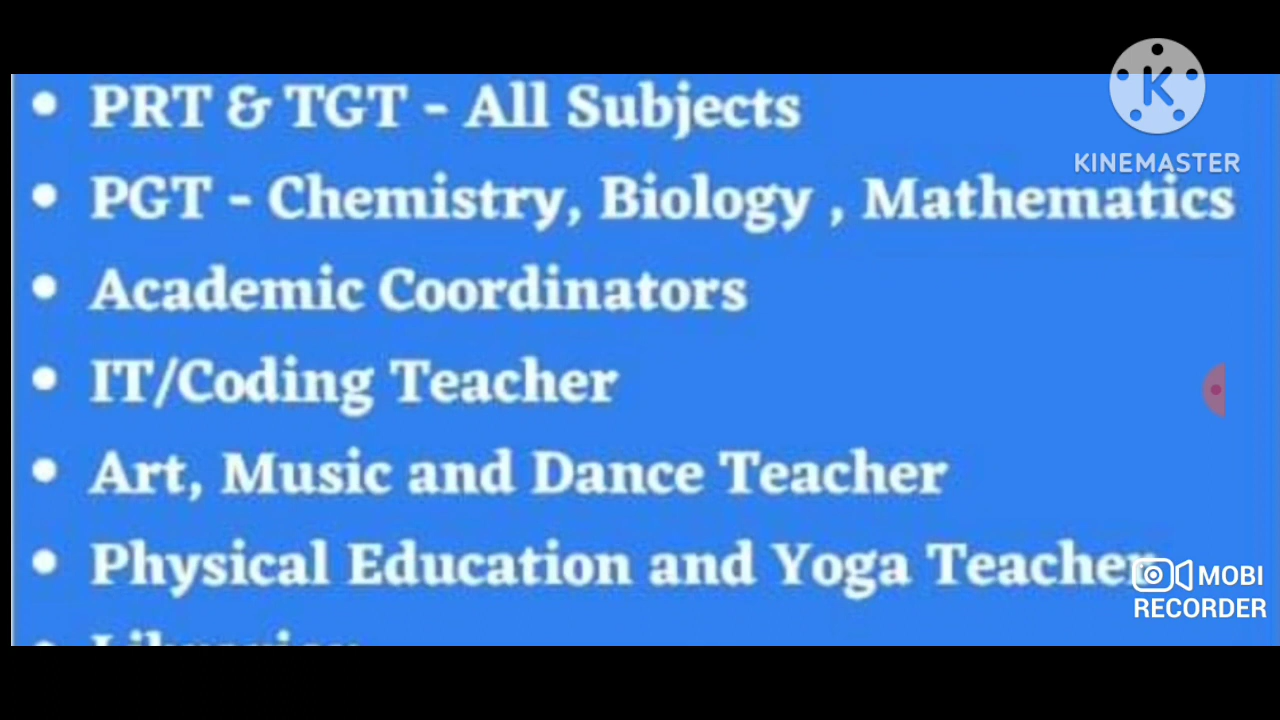 • PRT & TGT - All Subjects
• PGT - Chemistry, Biology , Mathematics
• Academic Coordinators
• IT/Coding Teacher
• Art, Music and Dance Teacher
• Physical Education and Yoga Teacher
K
KINEMASTER
MOBI
RECORDER